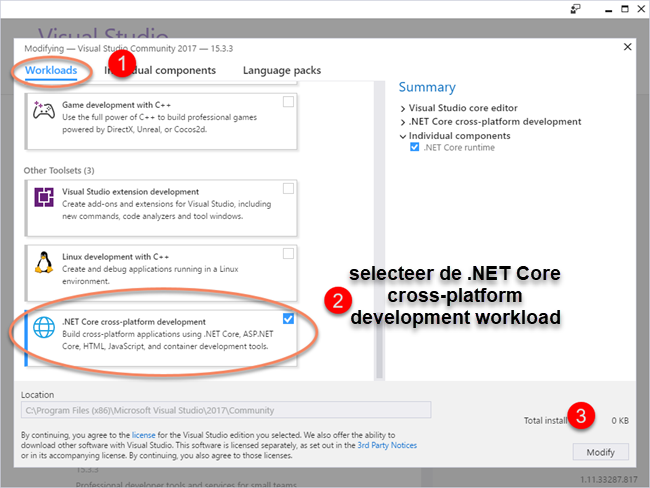 Visual Studio
Modifying — Visual Studio Community 2017 — 15.3.3
Workloads
1
Individual components
Language packs
Game development with C++
Use the full power of C++ to build professional games
powered by DirectX, Unreal, or Cocos2d.
Other Toolsets (3)
Visual Studio extension development
Create add-ons and extensions for Visual Studio, including
new commands, code analyzers and tool windows.
Linux development with C++
Create and debug applications running in a Linux
environment.
.NET Core cross-platform development
Build cross-platform applications using .NET Core, ASP.NET
Core, HTML, JavaScript, and container development tools.
Summary
Visual Studio core editor
.NET Core cross-platform development
Individual components
.NET Core runtime
2
selecteer de .NET Core
cross-platform
development workload
Location
C:\Program Files (x86)\Microsoft Visual Studio\2017\Community
By continuing, you agree to the license for the Visual Studio edition you selected. We also offer the ability to
download other software with Visual Studio. This software is licensed separately, as set out in the 3rd Party Notices
or in its accompanying license. By continuing, you also agree to those licenses.
Total install
3
0 KB
Modify
15.3.3
Professional developer tools and services for small teams
1.11.33287.817